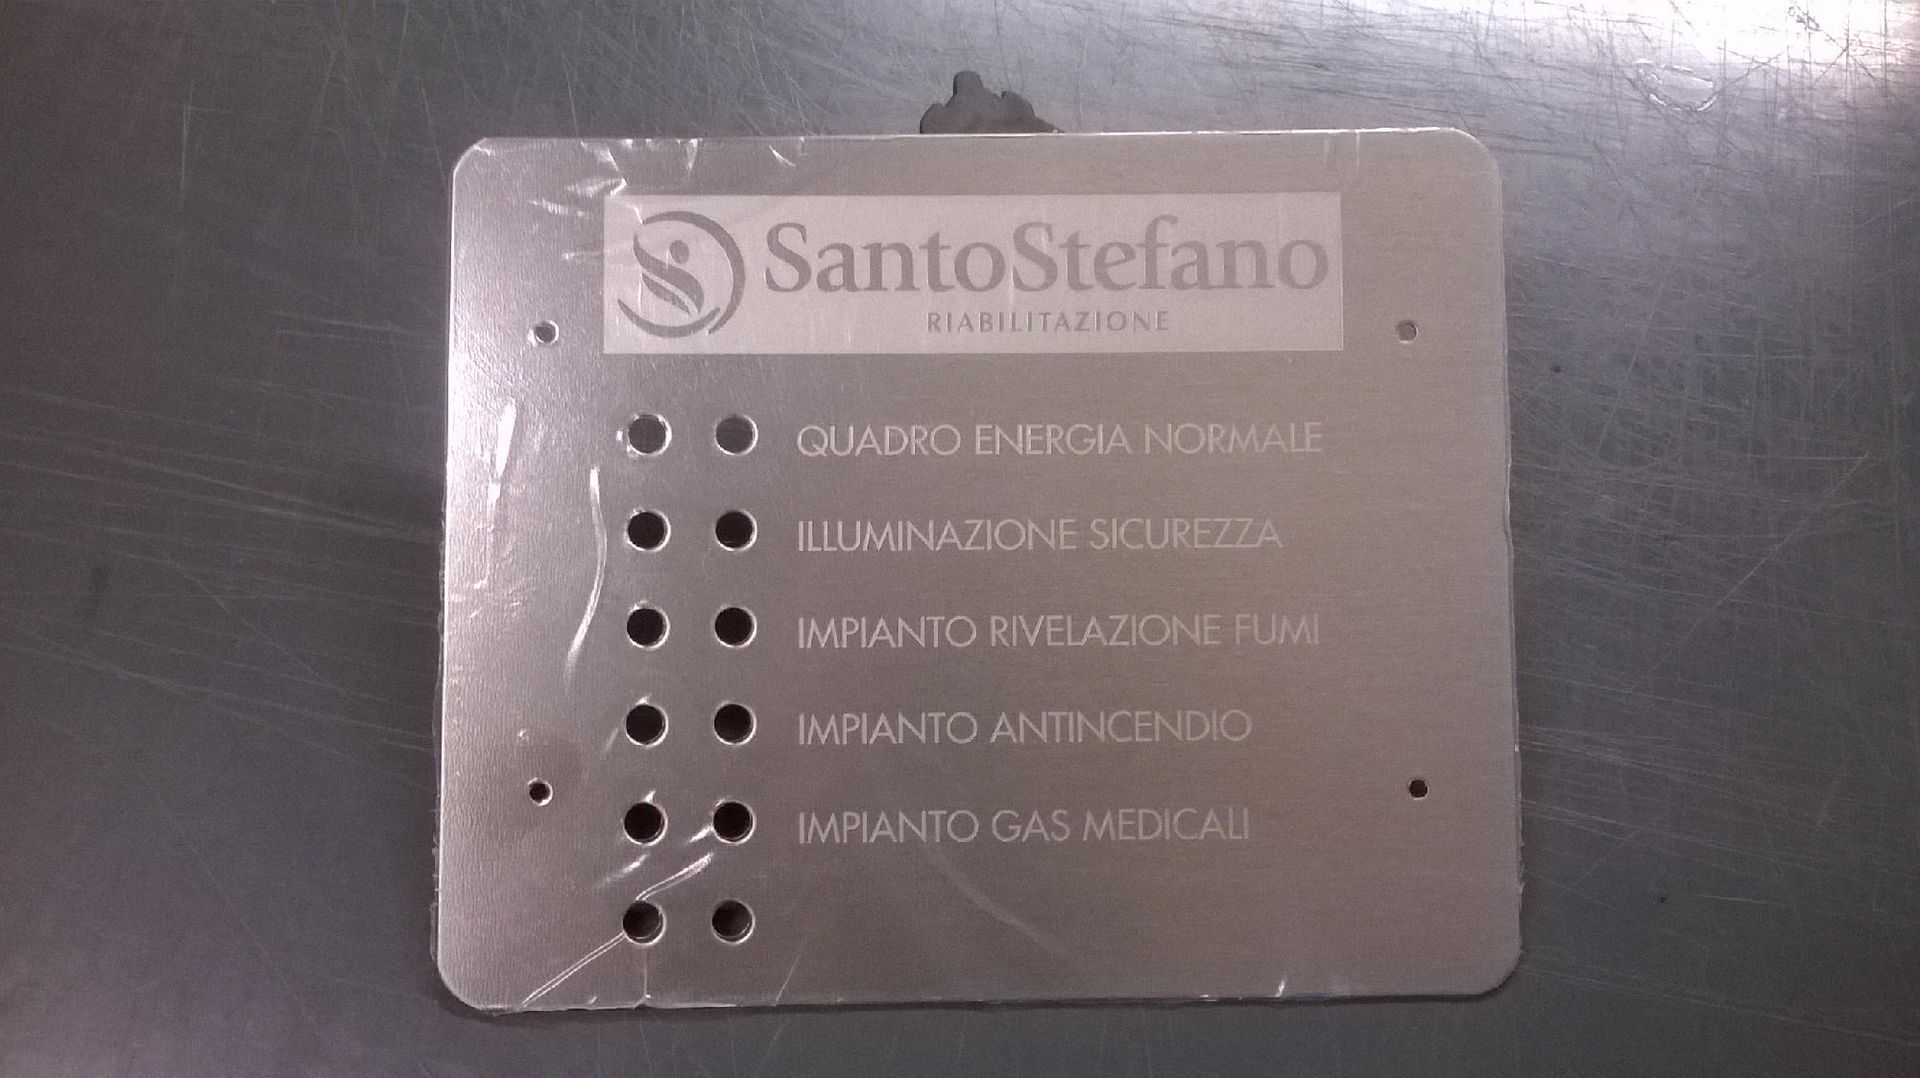 SantoStefano
RIABILITAZIONE
QUADRO ENERGIA NORMALE
ILLUMINAZIONE SICUREZZA
IMPIANTO RIVELAZIONE FUMI
IMPIANTO ANTINCENDIO
IMPIANTO GAS MEDICALI